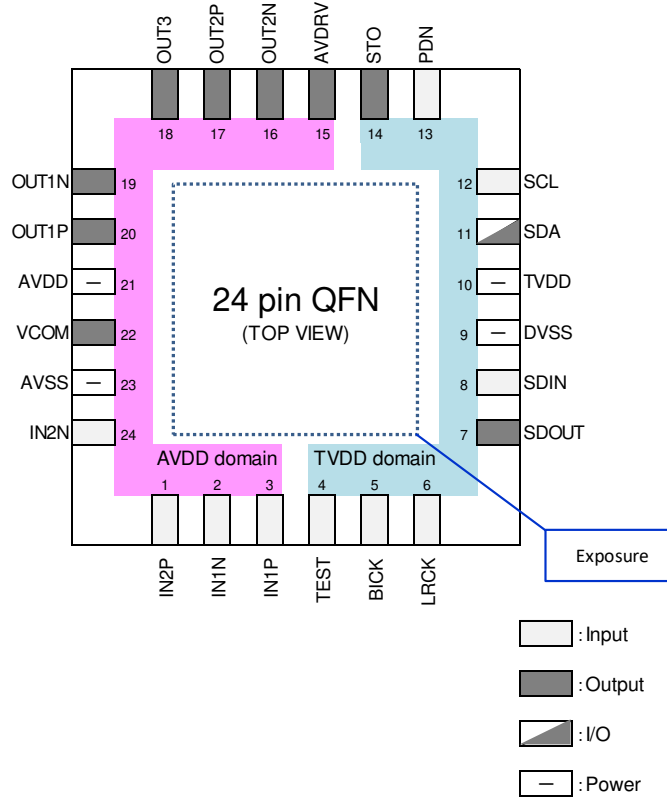 OUT3
OUT2P
OUT2N
AVDRV
STO
PDN
18
17
16
15
14
13
OUT1N
19
12
SCL
OUT1P
20
11
SDA
AVDD
–
21
10
–
TVDD
24 pin QFN
(TOP VIEW)
VCOM
22
9
–
DVSS
AVSS
–
23
8
SDIN
IN2N
24
7
SDOUT
AVDD domain
TVDD domain
1
2
3
4
5
6
IN2P
IN1N
IN1P
TEST
BICK
LRCK
Exposure
: Input
: Output
: I/O
– : Power